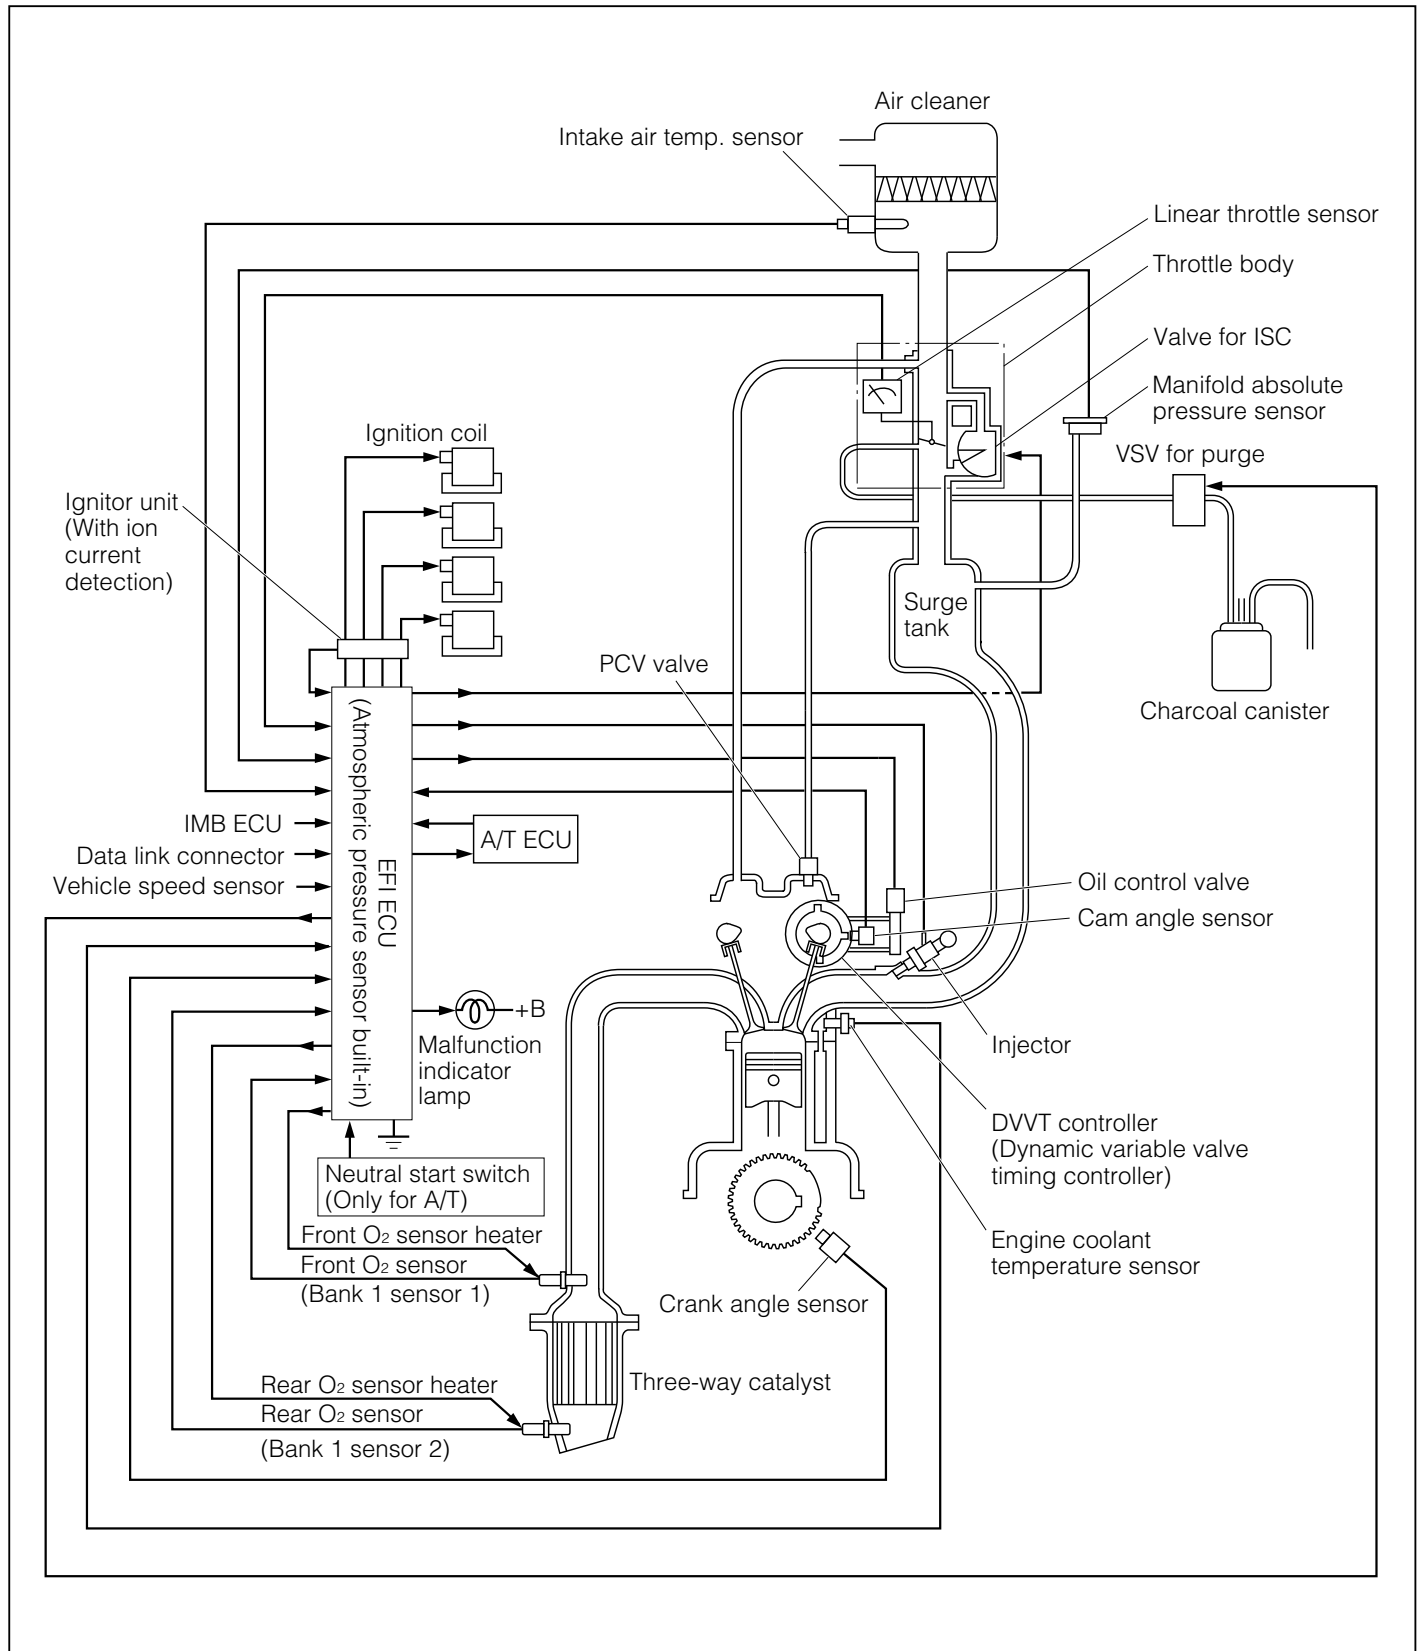 Air cleaner
Intake air temp. sensor
Linear throttle sensor
Throttle body
Valve for ISC
Manifold absolute
pressure sensor
Ignition coil
VSV for purge
Ignitor unit
(With ion
current
detection)
Surge
tank
PCV valve
Charcoal canister
EFI ECU
(Atmospheric pressure sensor built-in)
IMB ECU
A/T ECU
Data link connector
Vehicle speed sensor
Oil control valve
Cam angle sensor
+B
Malfunction
indicator
lamp
Injector
DVVT controller
(Dynamic variable valve
timing controller)
Neutral start switch
(Only for A/T)
Front O2 sensor heater
Front O2 sensor
(Bank 1 sensor 1)
Engine coolant
temperature sensor
Crank angle sensor
Three-way catalyst
Rear O2 sensor heater
Rear O2 sensor
(Bank 1 sensor 2)